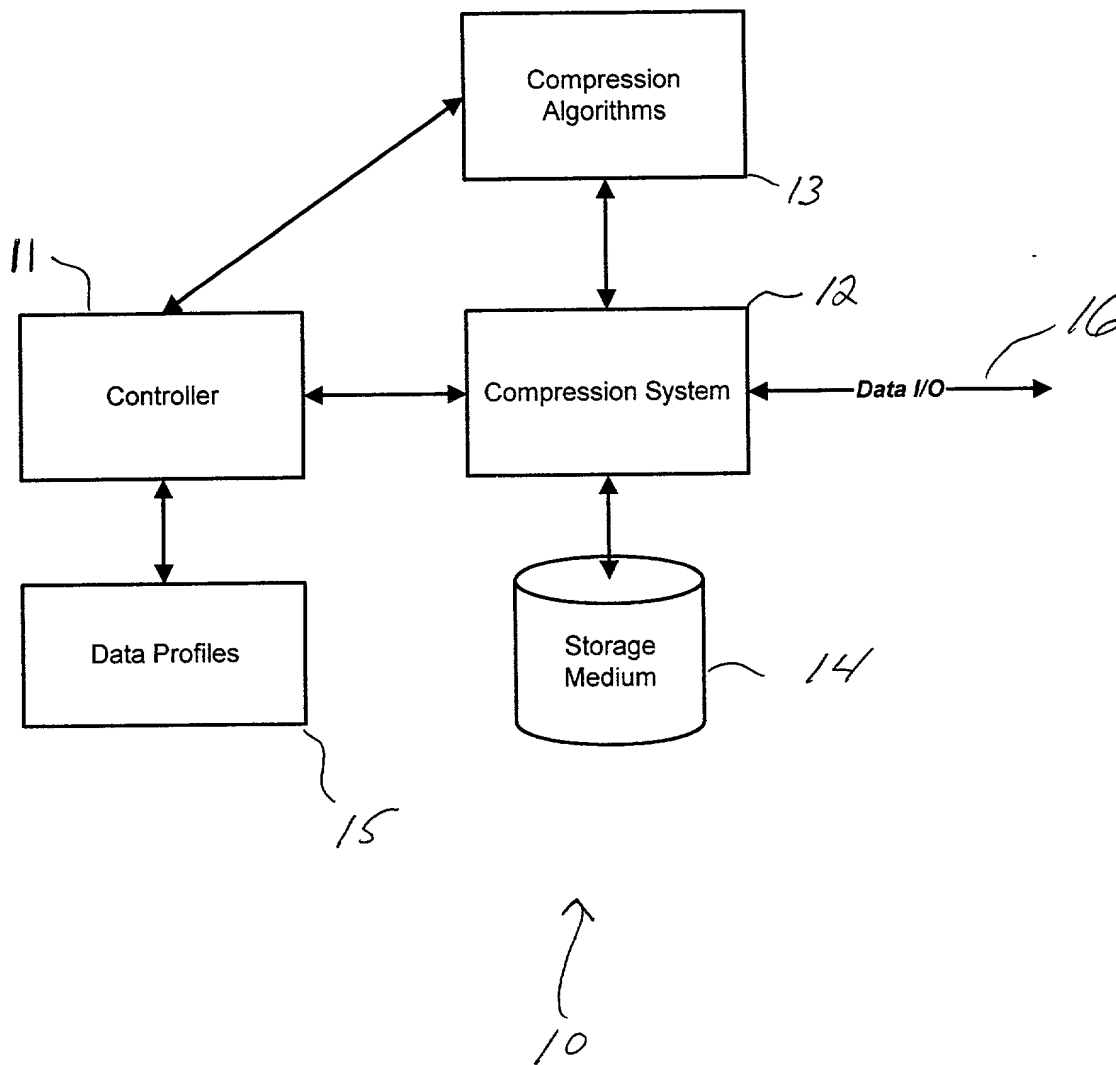 Compression
Algorithms
13
11
12
16
Controller
Compression System
Data I/O
Data Profiles
Storage
Medium
14
15
10